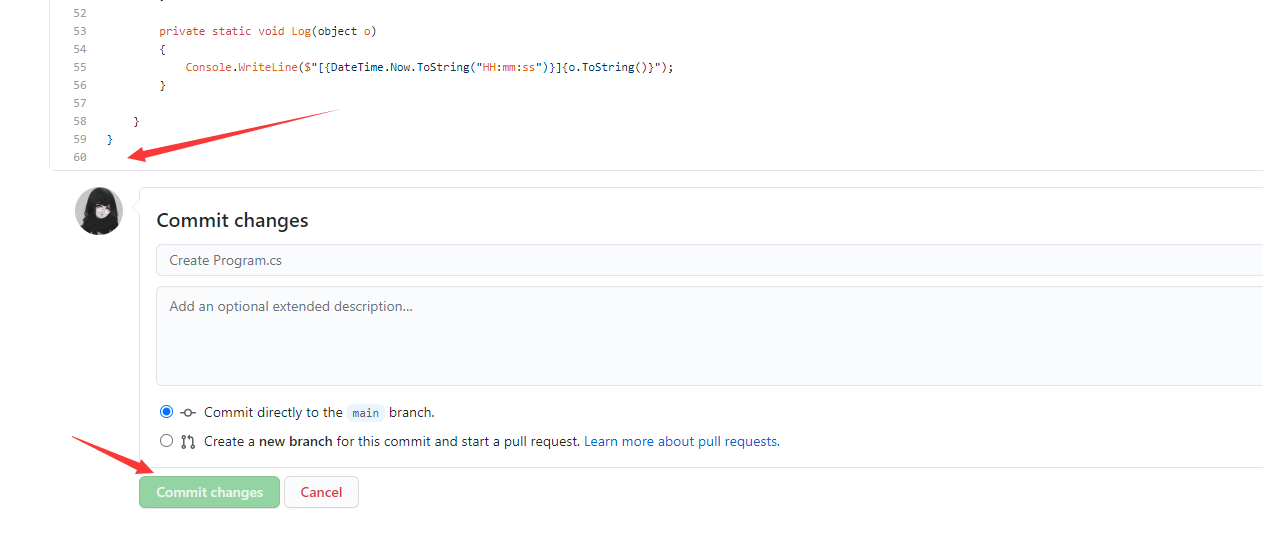 52
53 private static void Log(object o)
54 {
55 Console.WriteLine($"[{DateTime.Now.ToString("HH:mm:ss")}]{o.ToString()}");
56 }
57
58 }
59 }
60
Commit changes
Create Program.cs
Add an optional extended description...
Commit directly to the main branch.
Create a new branch for this commit and start a pull request. Learn more about pull requests.
Commit changes Cancel